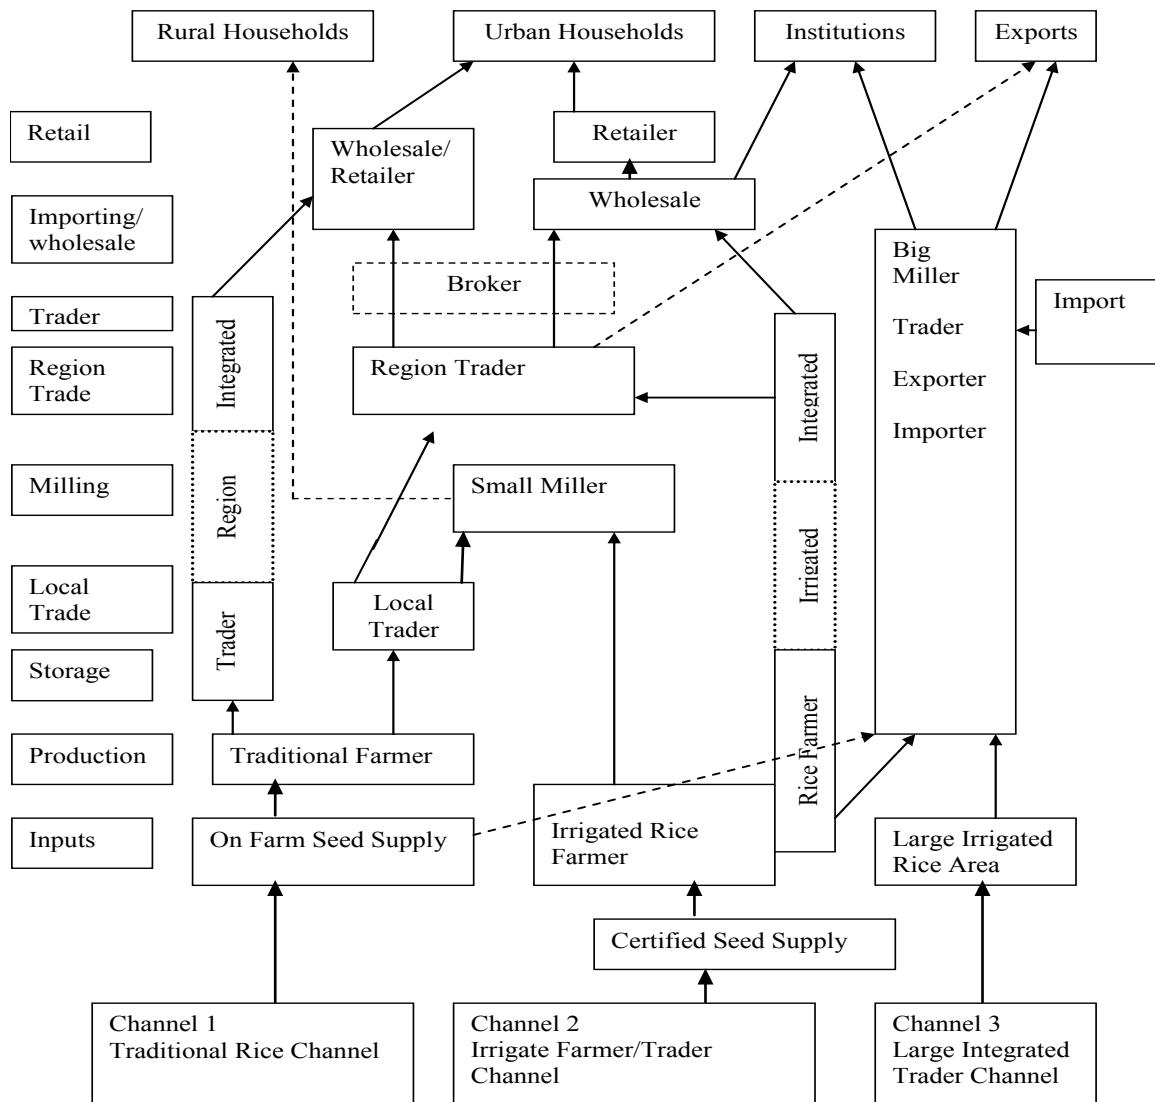 Rural Households
Urban Households
Institutions
Exports
Retail
Wholesale/
Retailer
Retailer
Importing/
wholesale
Wholesale
Big
Miller
Trader
Exporter
Importer
Broker
Import
Trader
Region
Trade
Integrated
Region
Trader
Region Trader
Integrated
Irrigated
Rice Farmer
Milling
Small Miller
Local
Trade
Local
Trader
Storage
Production
Traditional Farmer
Inputs
On Farm Seed Supply
Irrigated Rice
Farmer
Large Irrigated
Rice Area
Certified Seed Supply
Channel 1
Traditional Rice Channel
Channel 2
Irrigate Farmer/Trader
Channel
Channel 3
Large Integrated
Trader Channel